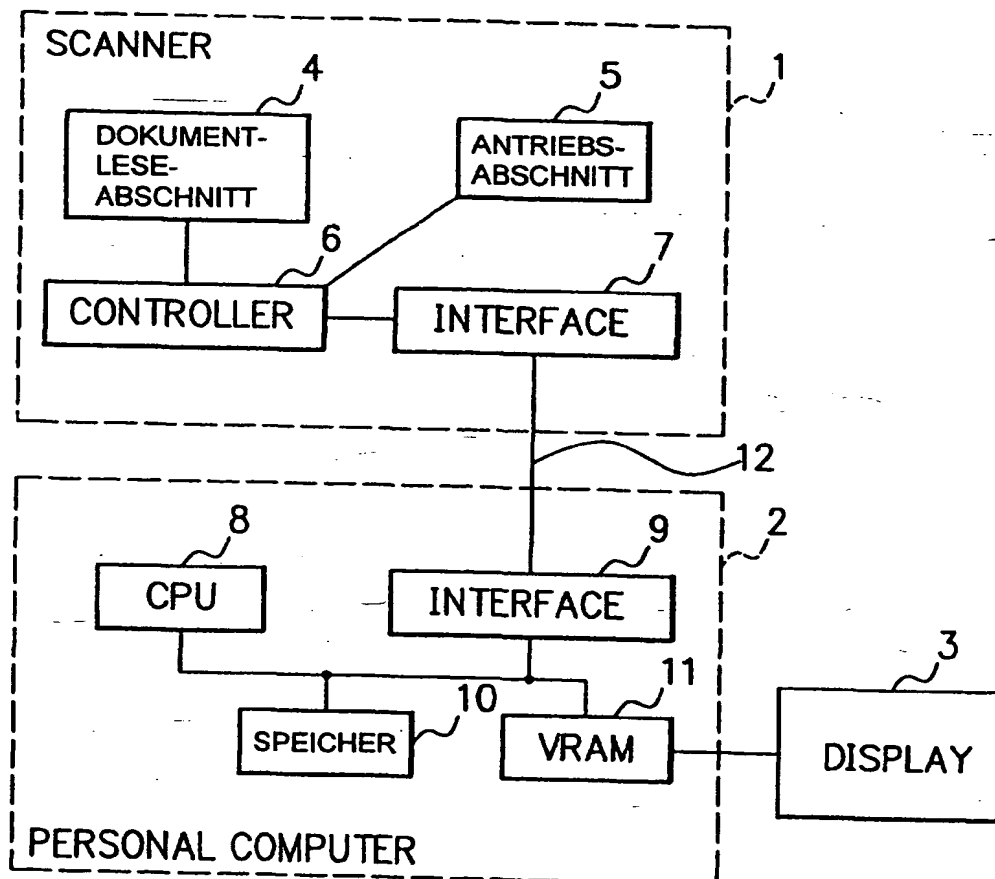 SCANNER
1
4
5
DOKUMENT-
LESE-
ABSCHNITT
ANTRIEBS-
ABSCHNITT
6
7
CONTROLLER
INTERFACE
12
2
8
9
CPU
INTERFACE
3
10
11
SPEICHER
VRAM
DISPLAY
PERSONAL COMPUTER